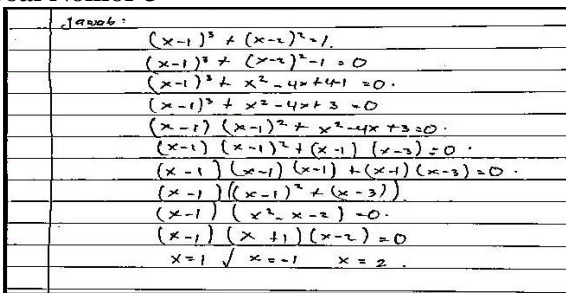 Jawab :
(x-1)³ + (x-2)² = 1.
(x-1)³ + (x-2)² - 1 = 0
(x-1)³ + x² - 4x + 4 - 1 = 0.
(x-1)³ + x² - 4x + 3 = 0
(x-1) (x-1)² + x² - 4x + 3 = 0.
(x-1) (x-1)² + (x-1) (x-3) = 0.
(x-1) (x-1) (x-1) + (x-1) (x-3) = 0.
(x-1) ((x-1)² + (x-3))
(x-1) (x² - x - 2) = 0.
(x-1) (x + 1) (x-2) = 0
x = 1 √ x = -1 x = 2.